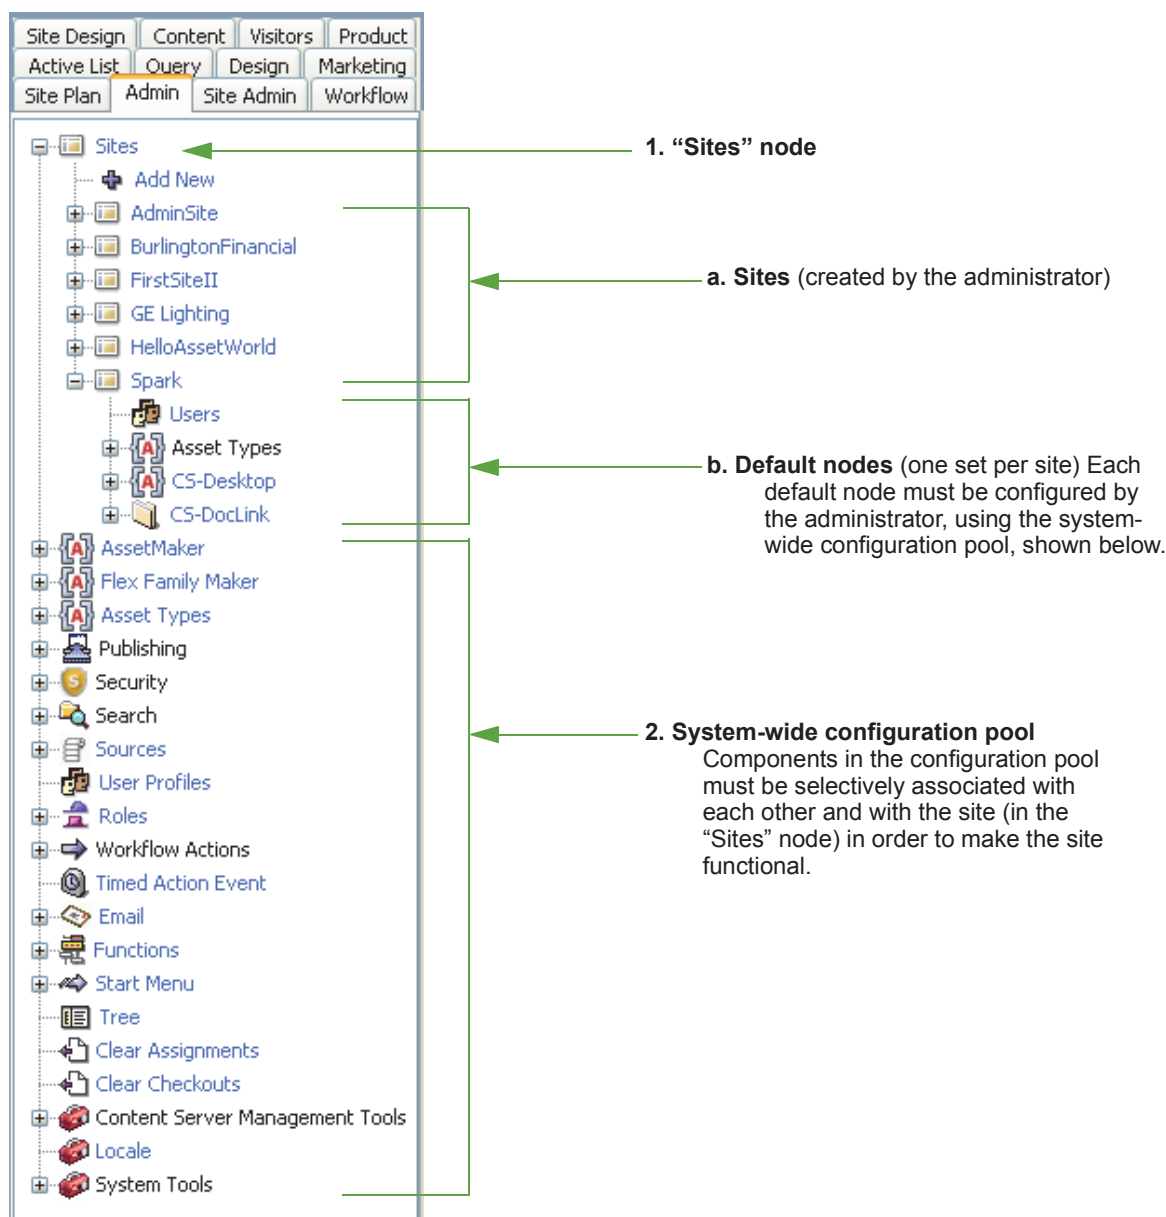 Site Design Content Visitors Product
Active List Query Design Marketing
Site Plan Admin Site Admin Workflow
Sites
Add New
AdminSite
BurlingtonFinancial
FirstSiteII
GE Lighting
HelloAssetWorld
Spark
Users
Asset Types
CS-Desktop
CS-DocLink
AssetMaker
Flex Family Maker
Asset Types
Publishing
Security
Search
Sources
User Profiles
Roles
Workflow Actions
Timed Action Event
Email
Functions
Start Menu
Tree
Clear Assignments
Clear Checkouts
Content Server Management Tools
Locale
System Tools
1. “Sites” node
a. Sites (created by the administrator)
b. Default nodes (one set per site) Each
default node must be configured by
the administrator, using the system-
wide configuration pool, shown below.
2. System-wide configuration pool
Components in the configuration pool
must be selectively associated with
each other and with the site (in the
“Sites” node) in order to make the site
functional.